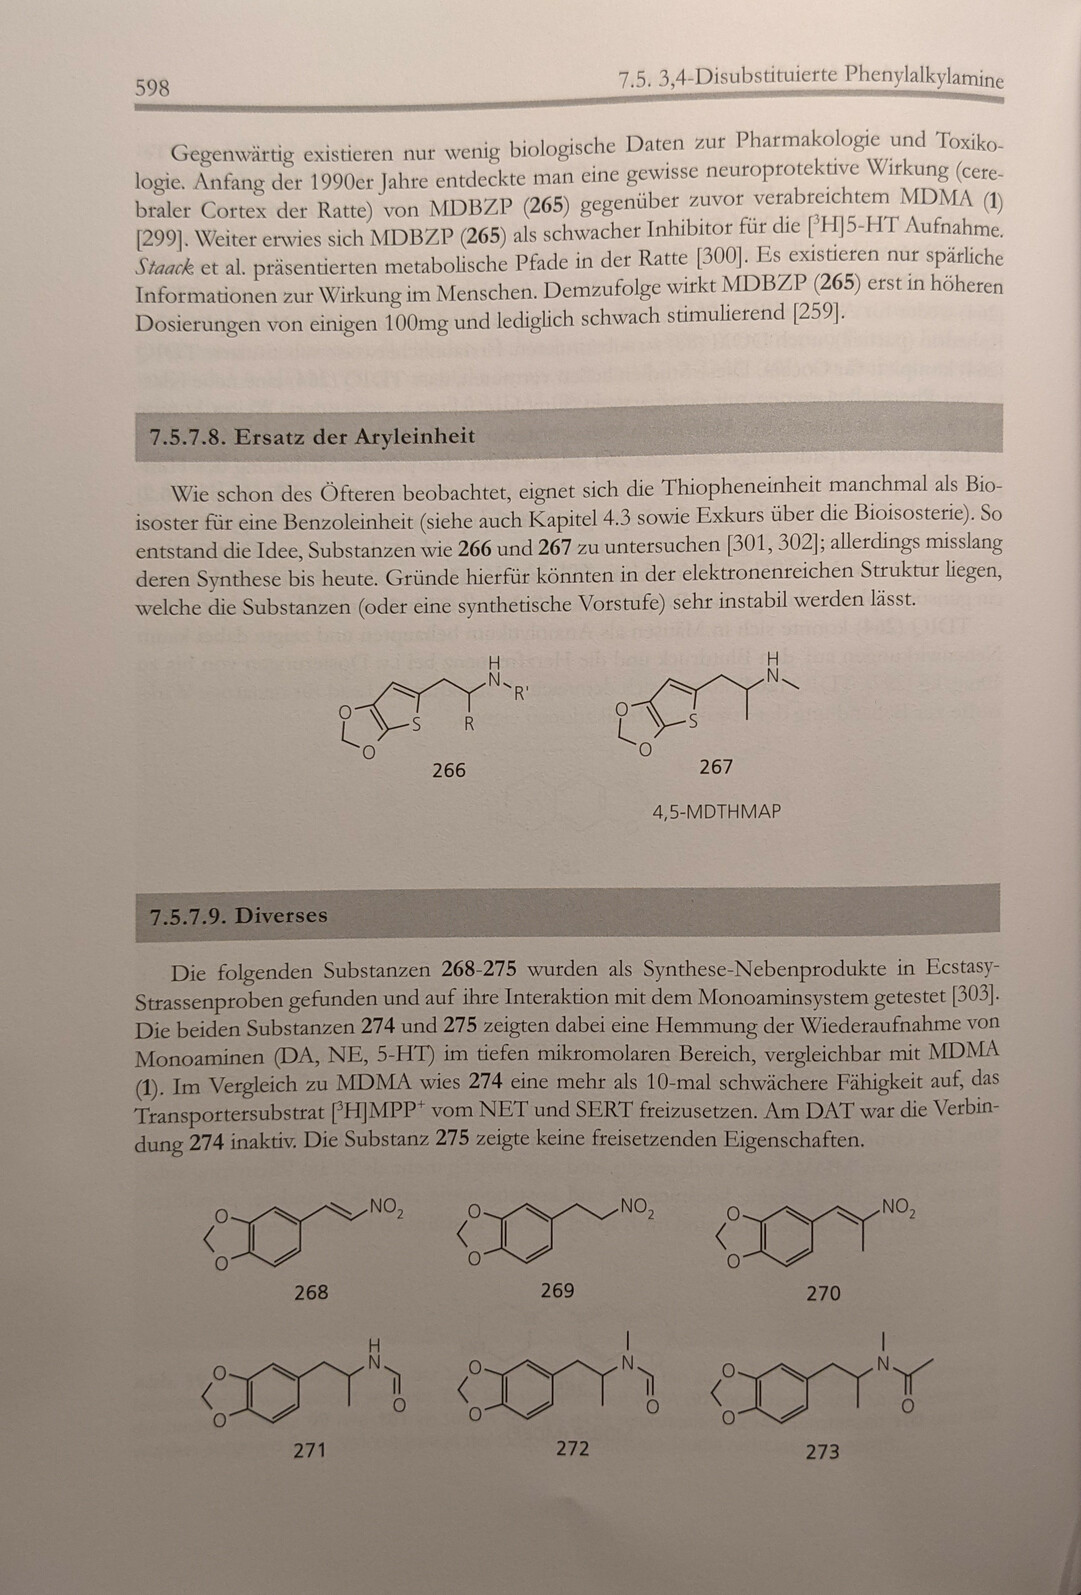 598
7.5. 3,4-Disubstituierte Phenylalkylamine
Gegenwärtig existieren nur wenig biologische Daten zur Pharmakologie und Toxiko-
logie. Anfang der 1990er Jahre entdeckte man eine gewisse neuroprotektive Wirkung (cere-
braler Cortex der Ratte) von MDBZP (265) gegenüber zuvor verabreichtem MDMA (1)
[299]. Weiter erwies sich MDBZP (265) als schwacher Inhibitor für die [³H]5-HT Aufnahme.
Staack et al. präsentierten metabolische Pfade in der Ratte [300]. Es existieren nur spärliche
Informationen zur Wirkung im Menschen. Demzufolge wirkt MDBZP (265) erst in höheren
Dosierungen von einigen 100mg und lediglich schwach stimulierend [259].
7.5.7.8. Ersatz der Aryleinheit
Wie schon des Öfteren beobachtet, eignet sich die Thiopheneinheit manchmal als Bio-
isoster für eine Benzoleinheit (siehe auch Kapitel 4.3 sowie Exkurs über die Bioisosterie). So
entstand die Idee, Substanzen wie 266 und 267 zu untersuchen [301, 302]; allerdings misslang
deren Synthese bis heute. Gründe hierfür könnten in der elektronenreichen Struktur liegen,
welche die Substanzen (oder eine synthetische Vorstufe) sehr instabil werden lässt.
H
N
R'
O
S
R
O
266
H
N
O
S
O
267
4,5-MDTHMAP
7.5.7.9. Diverses
Die folgenden Substanzen 268-275 wurden als Synthese-Nebenprodukte in Ecstasy-
Strassenproben gefunden und auf ihre Interaktion mit dem Monoaminsystem getestet [303].
Die beiden Substanzen 274 und 275 zeigten dabei eine Hemmung der Wiederaufnahme von
Monoaminen (DA, NE, 5-HT) im tiefen mikromolaren Bereich, vergleichbar mit MDMA
(1). Im Vergleich zu MDMA wies 274 eine mehr als 10-mal schwächere Fähigkeit auf, das
Transportersubstrat [³H]MPP⁺ vom NET und SERT freizusetzen. Am DAT war die Verbin-
dung 274 inaktiv. Die Substanz 275 zeigte keine freisetzenden Eigenschaften.
O
NO₂
O
268
O
NO₂
O
269
O
NO₂
O
270
H
N
O
O
O
271
N
O
O
O
272
N
O
O
O
273